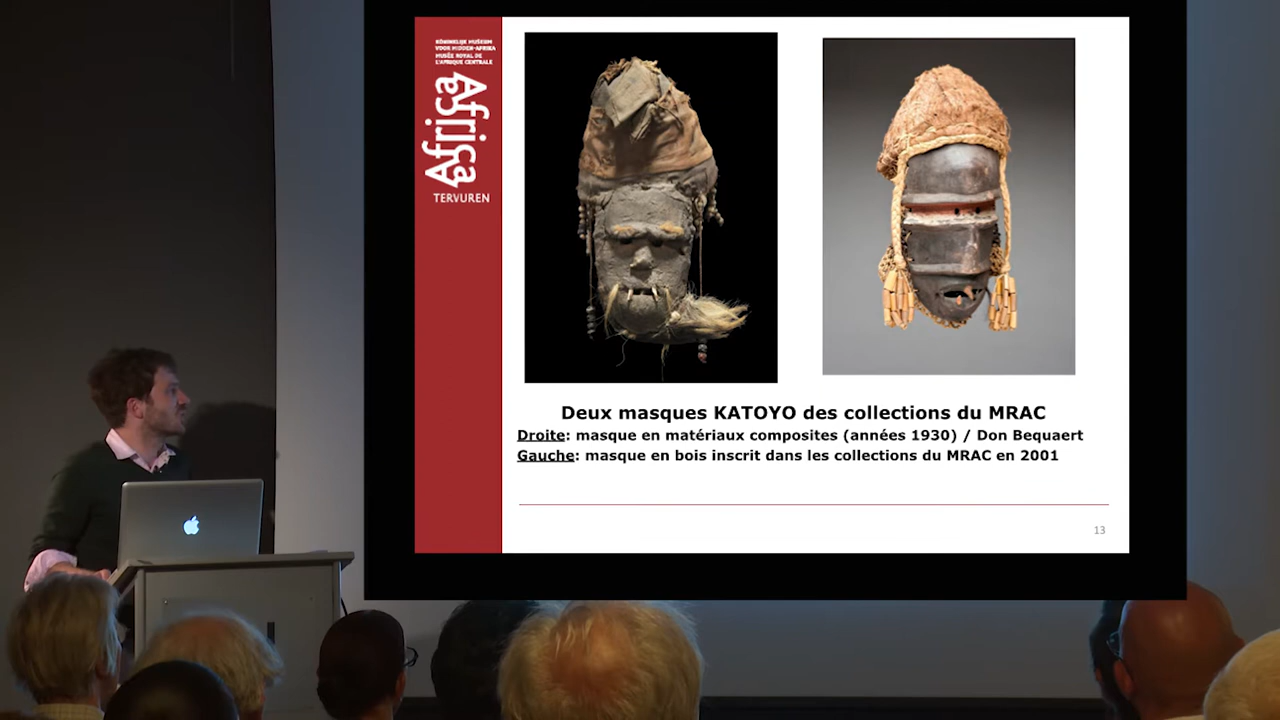 KONINKLIJK MUSEUM
VOOR MIDDEN-AFRIKA
MUSÉE ROYAL DE
L'AFRIQUE CENTRALE
Africa
TERVUREN
Deux masques KATOYO des collections du MRAC
Droite: masque en matériaux composites (années 1930) / Don Bequaert
Gauche: masque en bois inscrit dans les collections du MRAC en 2001
13